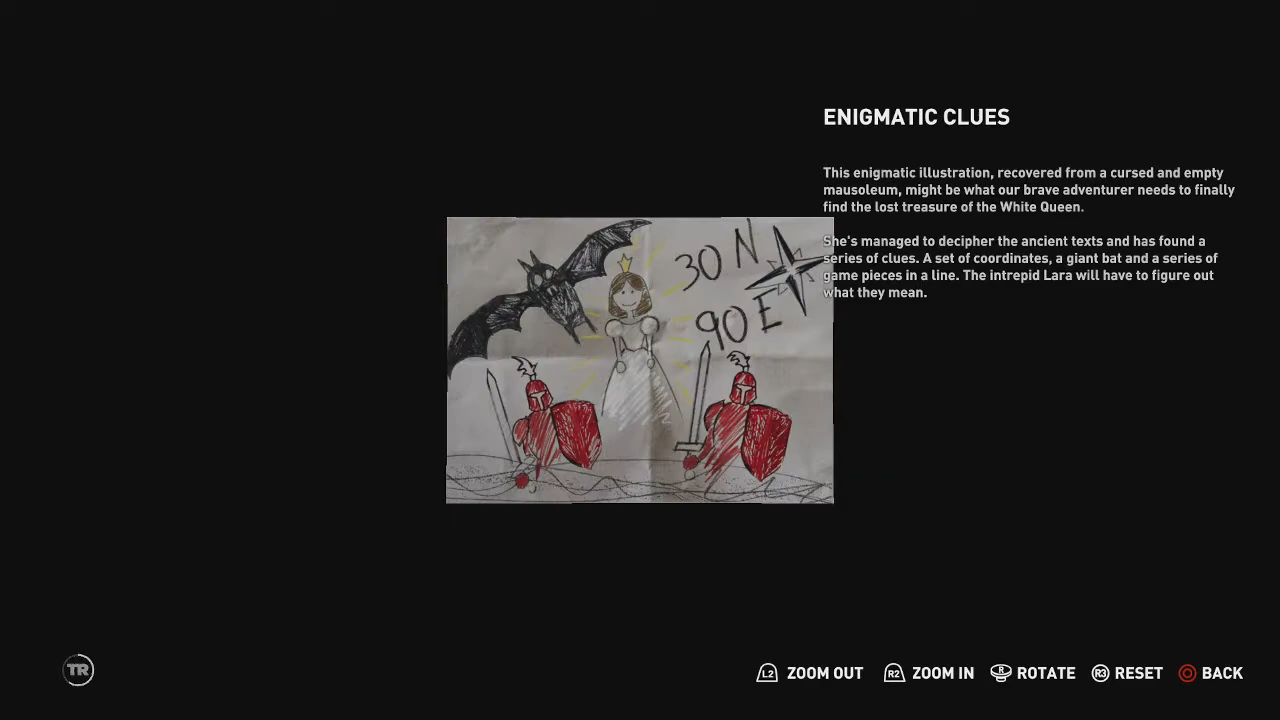 ENIGMATIC CLUES
This enigmatic illustration, recovered from a cursed and empty
mausoleum, might be what our brave adventurer needs to finally
find the lost treasure of the White Queen.
She's managed to decipher the ancient texts and has found a
series of clues. A set of coordinates, a giant bat and a series of
game pieces in a line. The intrepid Lara will have to figure out
what they mean.
30 N
90 E
TR
L2 ZOOM OUT R2 ZOOM IN R ROTATE R3 RESET BACK